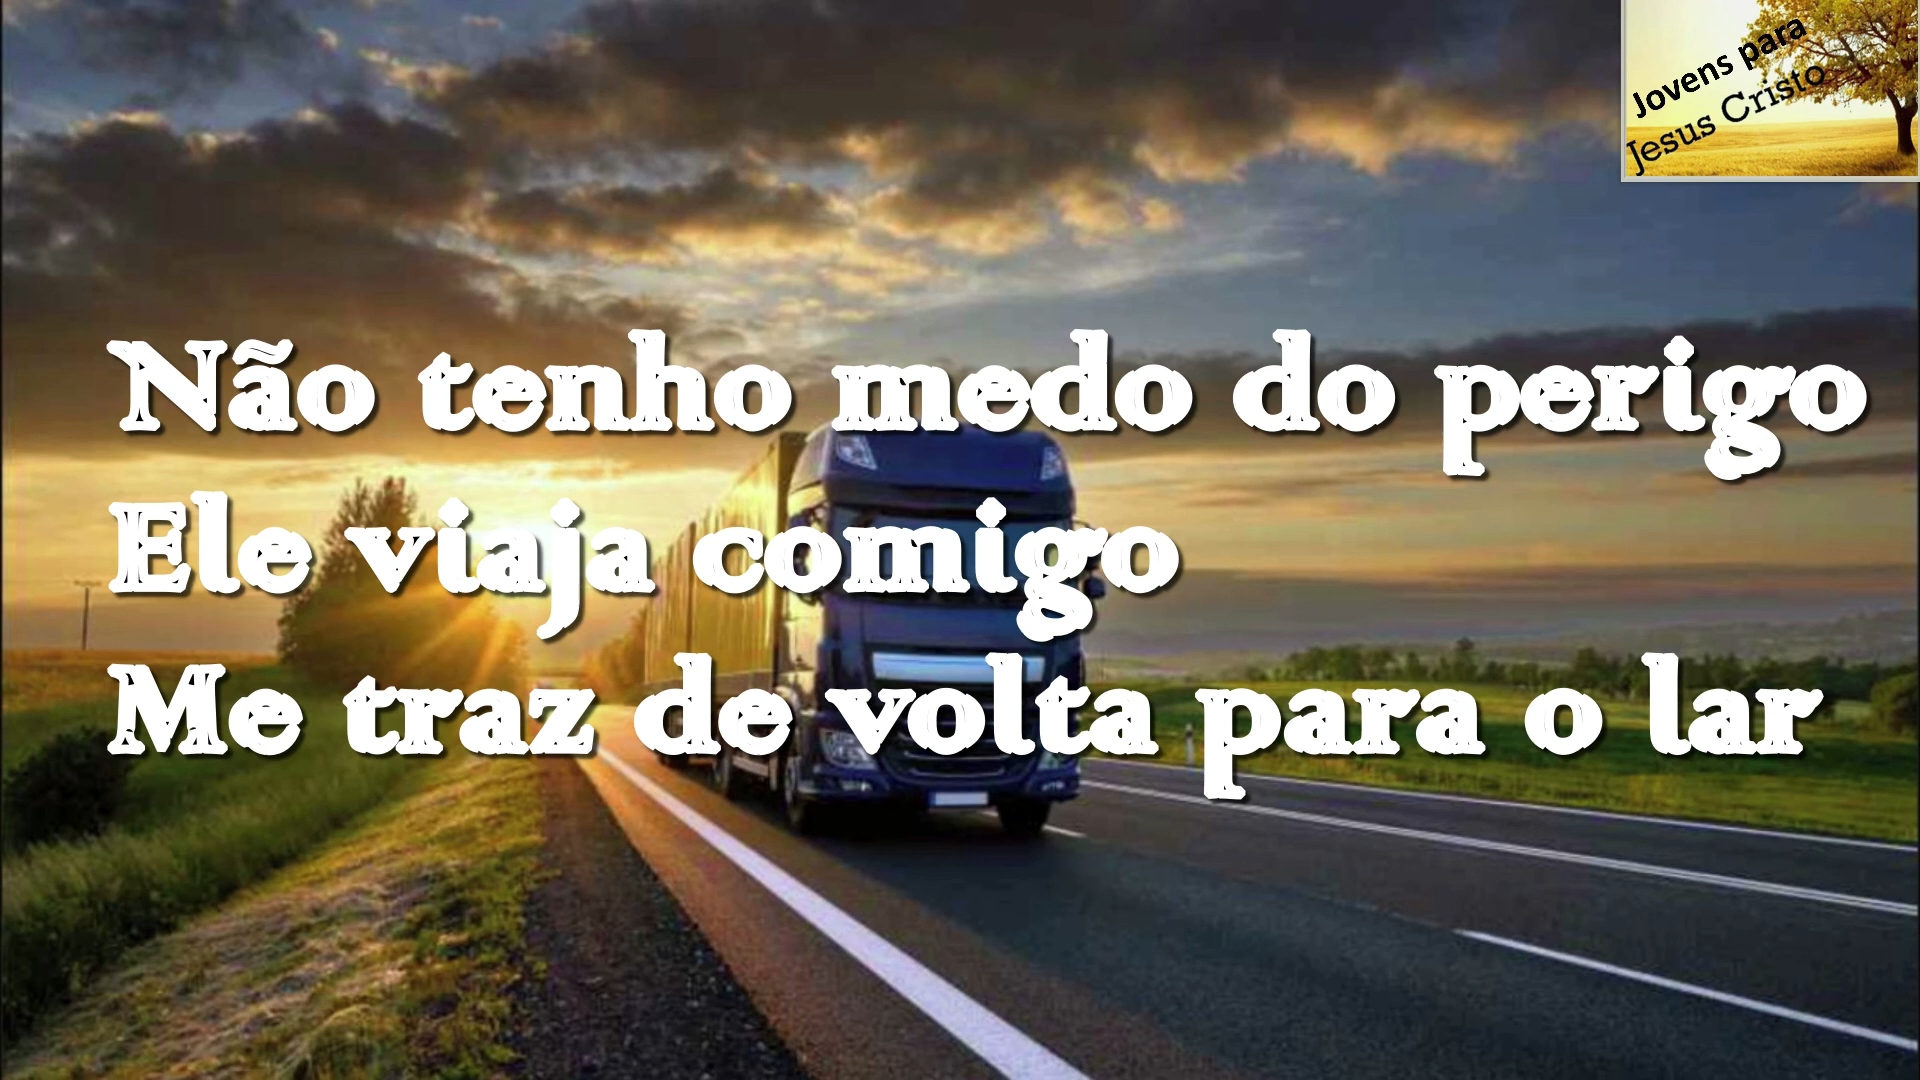 Jovens para
Jesus Cristo
Não tenho medo do perigo
Ele viaja comigo
Me traz de volta para o lar